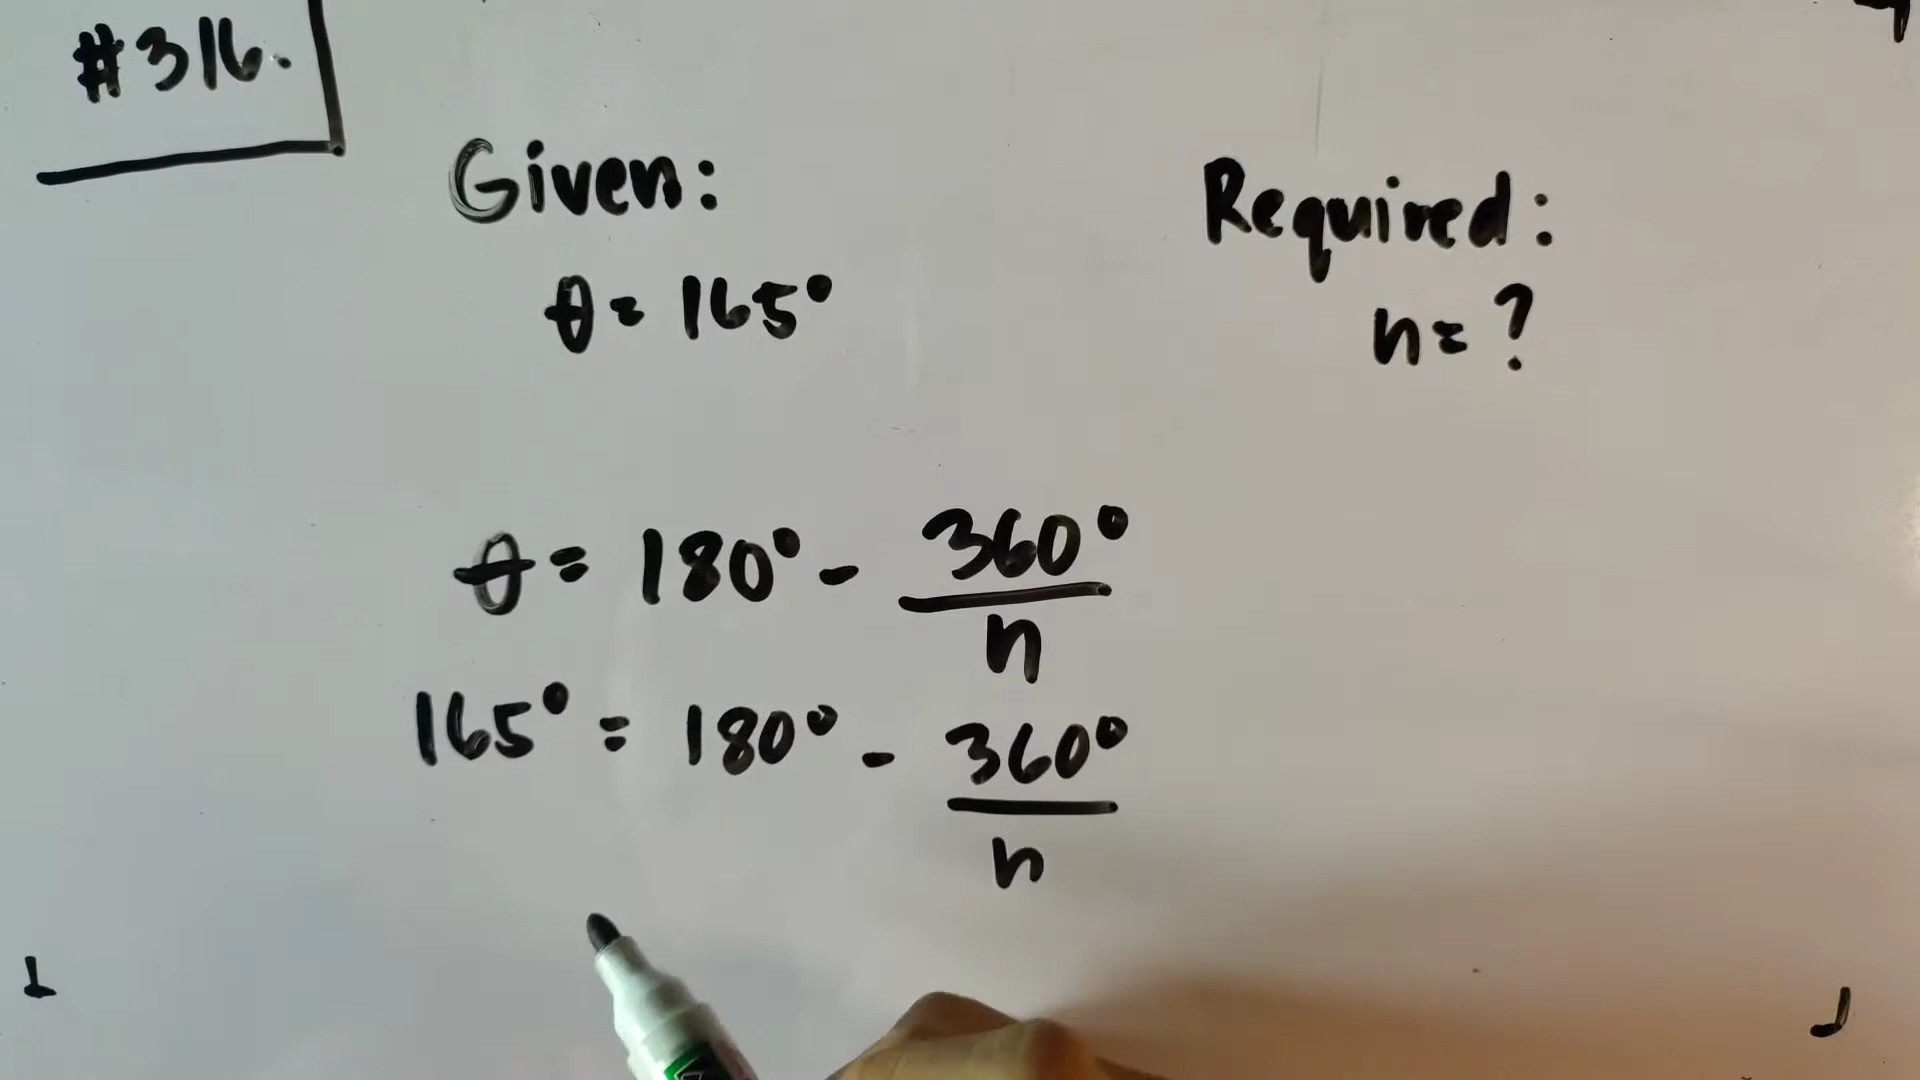 #316.
Given:
θ = 165°
Required:
n = ?
θ = 180° - 360°/n
165° = 180° - 360°/n